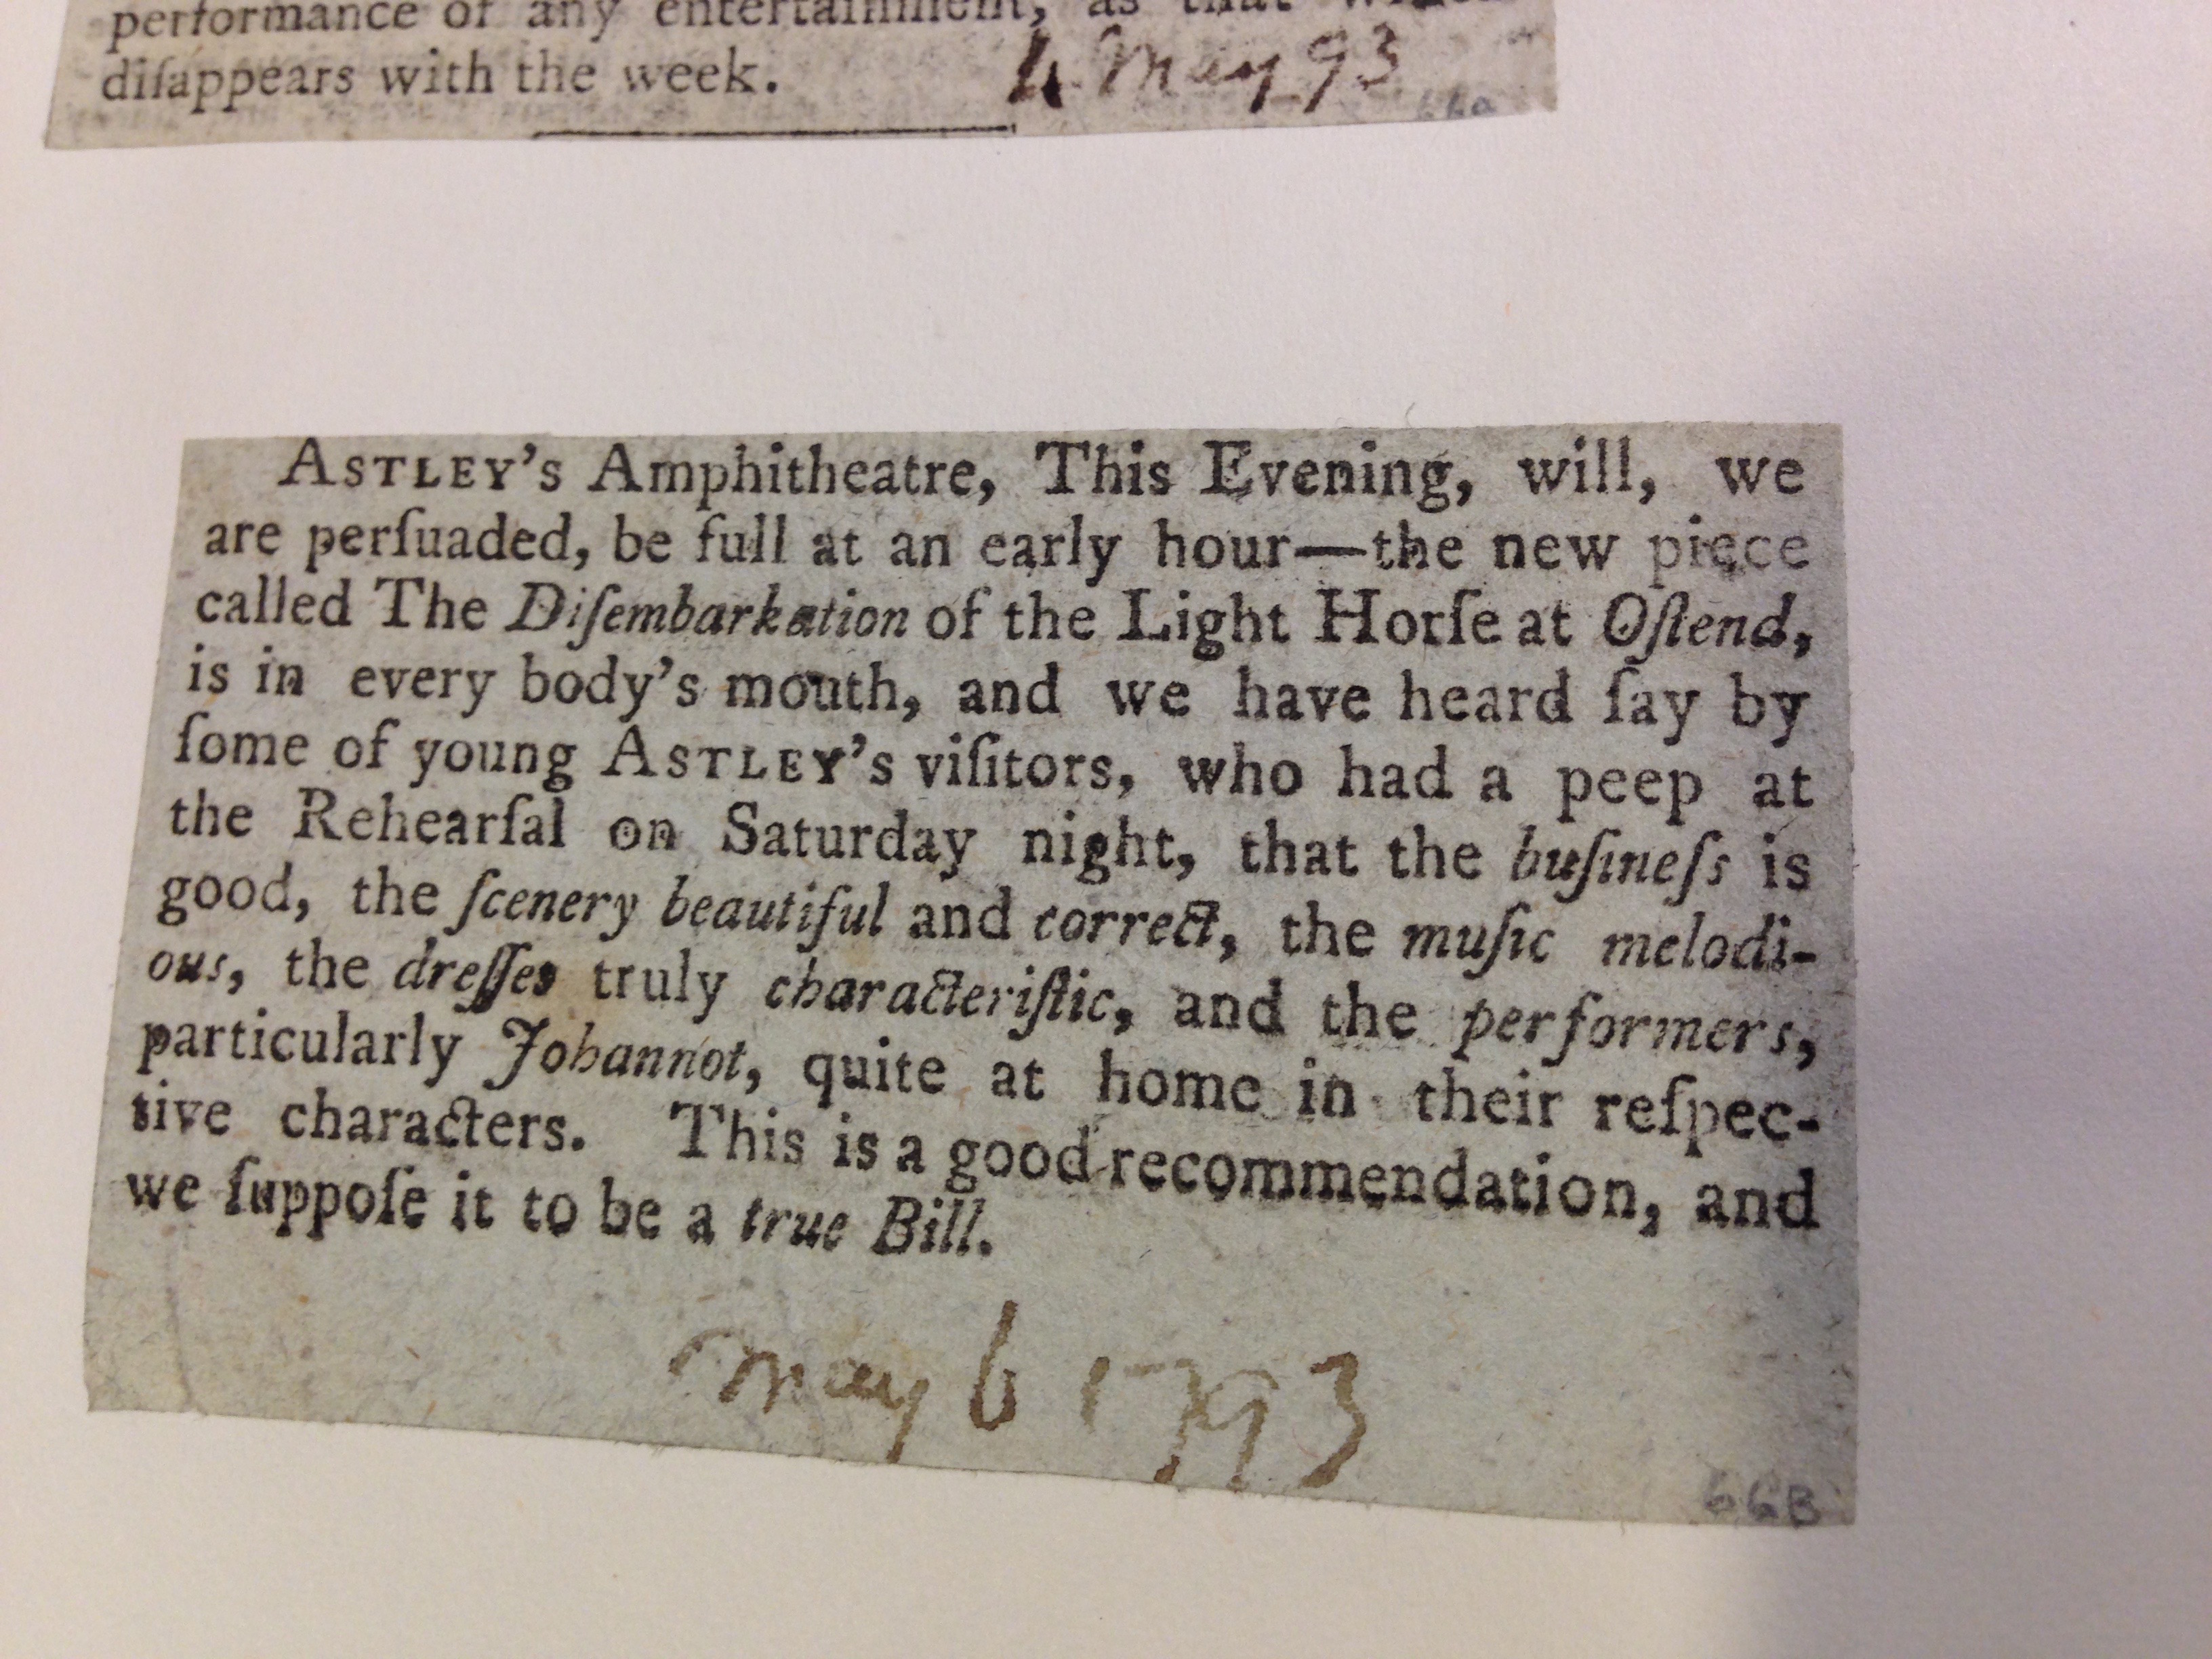 performance of any entertainment, as that which
diſappears with the week.
4 May 93
66a
ASTLEY'S Amphitheatre, This Evening, will, we
are perſuaded, be full at an early hour—the new piece
called The Diſembarkation of the Light Horſe at Oſtend,
is in every body's mouth, and we have heard ſay by
ſome of young ASTLEY's viſitors, who had a peep at
the Rehearſal on Saturday night, that the buſineſs is
good, the ſcenery beautiful and correct, the muſic melodi-
ous, the dreſſes truly characteriſtic, and the performers,
particularly Johannot, quite at home in their reſpec-
tive characters. This is a good recommendation, and
we ſuppoſe it to be a true Bill.
May 6 1793
66B